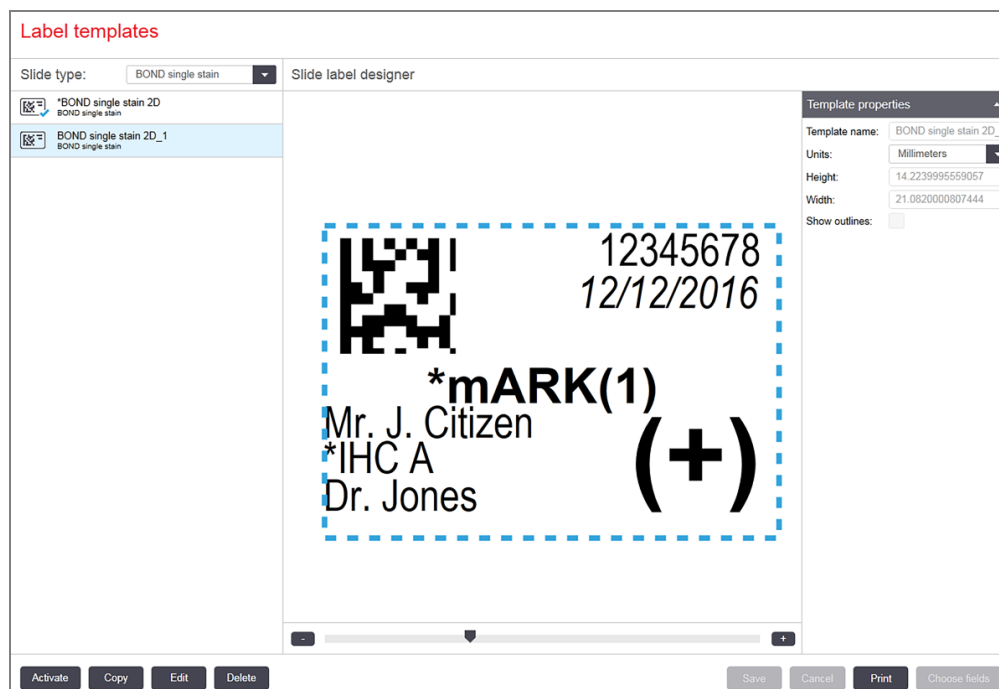 Label templates
Slide type: BOND single stain
Slide label designer
*BOND single stain 2D
BOND single stain
BOND single stain 2D_1
BOND single stain
Template properties
Template name: BOND single stain 2D_
Units: Millimeters
Height: 14.2239995559057
Width: 21.0820000807444
Show outlines:
12345678
12/12/2016
*mARK(1)
Mr. J. Citizen
*IHC A
Dr. Jones
(+)
- +
Activate Copy Edit Delete Save Cancel Print Choose fields